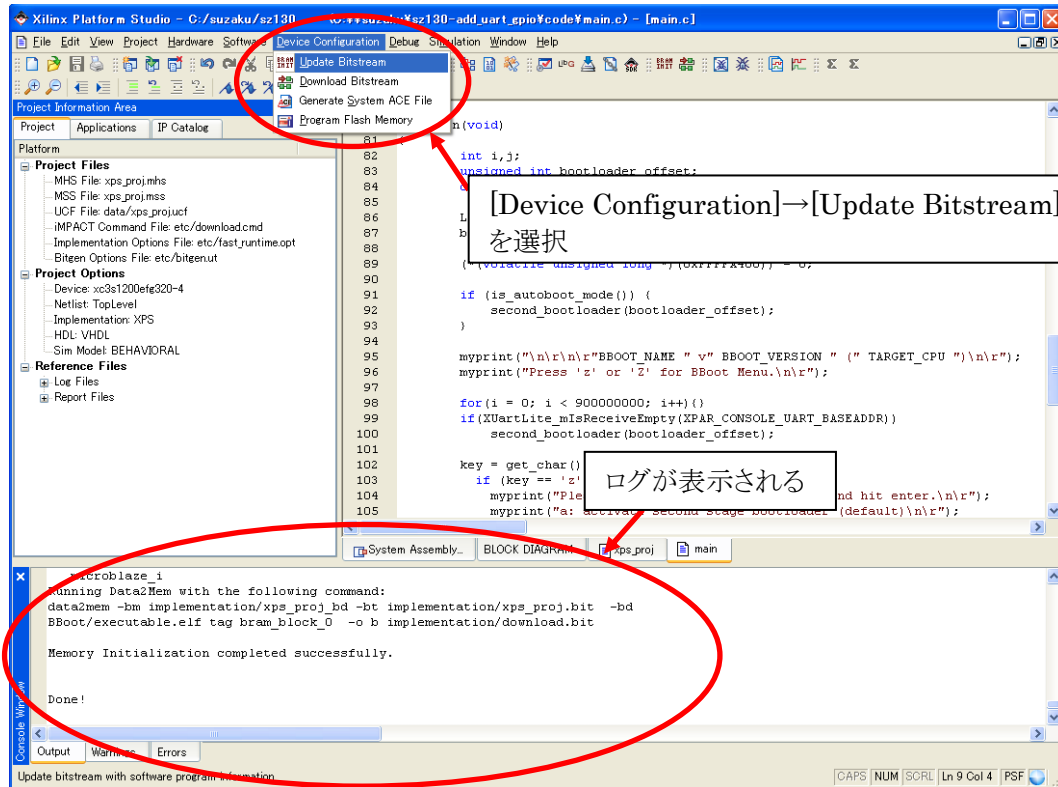 Xilinx Platform Studio - C:/suzaku/sz130 ¥sz130-add_uart_gpio¥code¥main.c) - [main.c]
File Edit View Project Hardware Software Device Configuration Debug Simulation Window Help
Update Bitstream
Download Bitstream
Generate System ACE File
Program Flash Memory
Project Information Area
Project Applications IP Catalog
Platform
Project Files
MHS File: xps_proj.mhs
MSS File: xps_proj.mss
UCF File: data/xps_proj.ucf
iMPACT Command File: etc/download.cmd
Implementation Options File: etc/fast_runtime.opt
Bitgen Options File: etc/bitgen.ut
Project Options
Device: xc3s1200efg320-4
Netlist: TopLevel
Implementation: XPS
HDL: VHDL
Sim Model: BEHAVIORAL
Reference Files
Log Files
Report Files
n(void)
81 {
82 int i,j;
83 unsigned int bootloader_offset;
84
85
86
87
88
89
90
91 if (is_autoboot_mode()) {
92 second_bootloader(bootloader_offset);
93 }
94
95 myprint("\n\r\n\r"BBOOT_NAME " v" BBOOT_VERSION " (" TARGET_CPU ")\n\r");
96 myprint("Press 'z' or 'Z' for BBoot Menu.\n\r");
97
98 for(i = 0; i < 900000000; i++){}
99 if(XUartLite_mIsReceiveEmpty(XPAR_CONSOLE_UART_BASEADDR))
100 second_bootloader(bootloader_offset);
101
102 key = get_char()
103 if (key == 'z'
104 myprint("Ple nd hit enter.\n\r");
105 myprint("a: activate second stage bootloader (default)\n\r");
[Device Configuration]→[Update Bitstream]
を選択
ログが表示される
System Assembly... BLOCK DIAGRAM xps_proj main
microblaze_i
Running Data2Mem with the following command:
data2mem -bm implementation/xps_proj_bd -bt implementation/xps_proj.bit -bd
BBoot/executable.elf tag bram_block_0 -o b implementation/download.bit
Memory Initialization completed successfully.
Done!
Console Window
Output Warnings Errors
Update bitstream with software program information
CAPS NUM SCRL Ln 9 Col 4 PSF